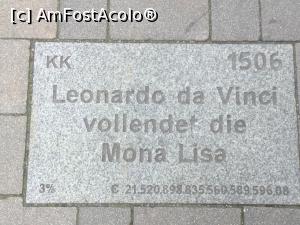 [c] AmFostAcolo®
KK 1506
Leonardo da Vinci
vollendet die
Mona Lisa
3% € 21.520.898.835.560.589.596,08